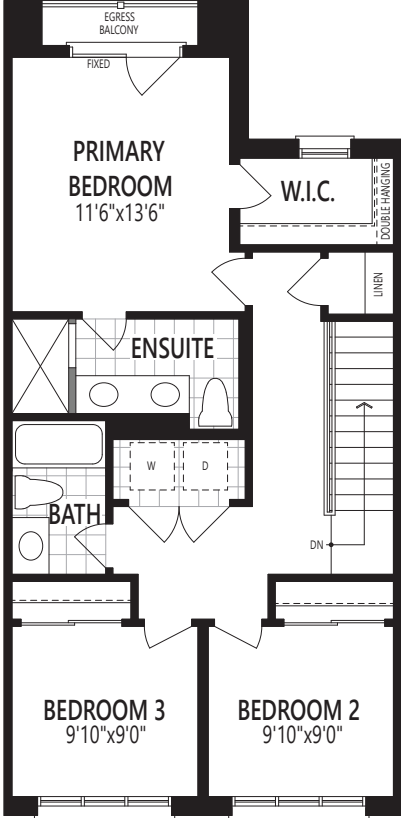 EGRESS
BALCONY
FIXED
PRIMARY
BEDROOM
11'6"x13'6"
W.I.C.
DOUBLE HANGING
LINEN
ENSUITE
W
D
BATH
DN
BEDROOM 3
9'10"x9'0"
BEDROOM 2
9'10"x9'0"